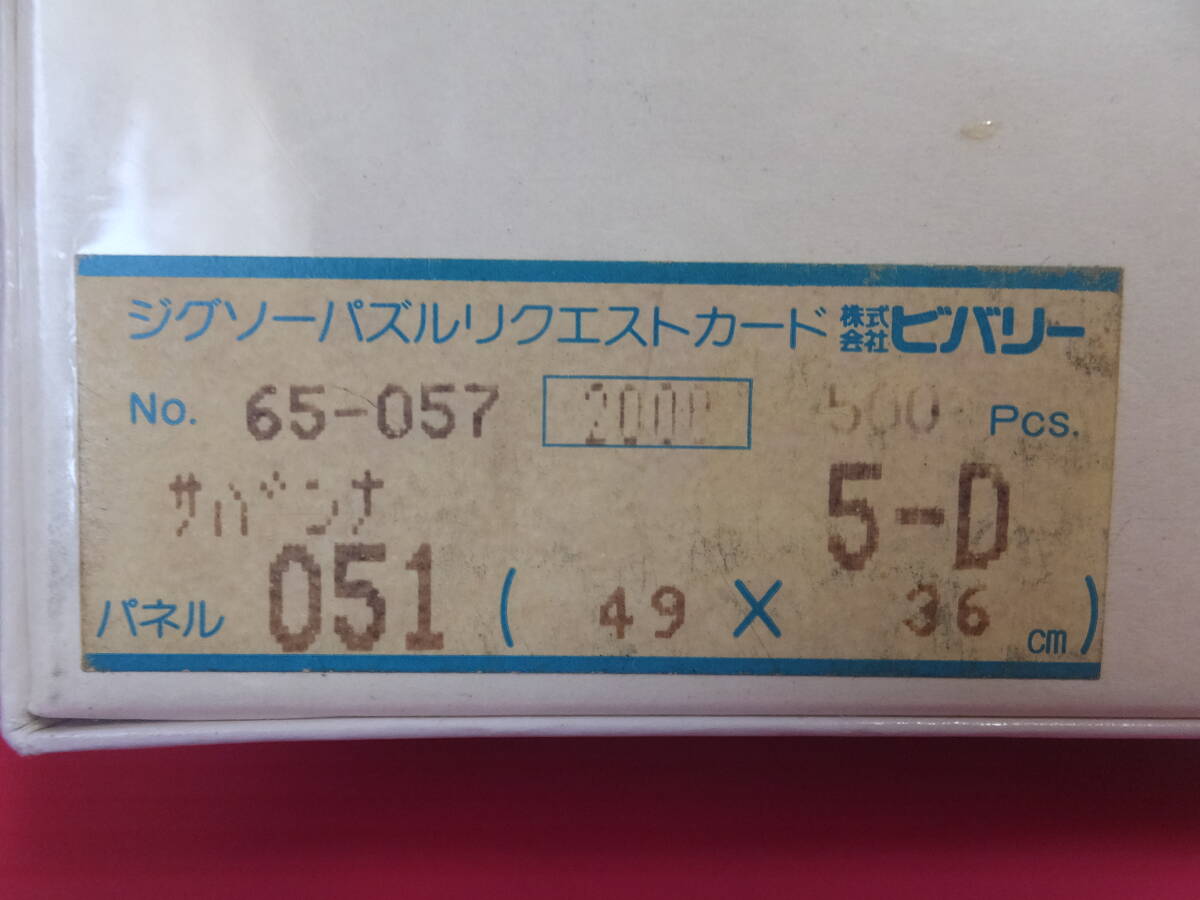 ジグソーパズルリクエストカード 株式会社ビバリー
No. 65-057 2000 500 Pcs.
サバンナ 5-D
パネル 051 ( 49 × 36 cm )